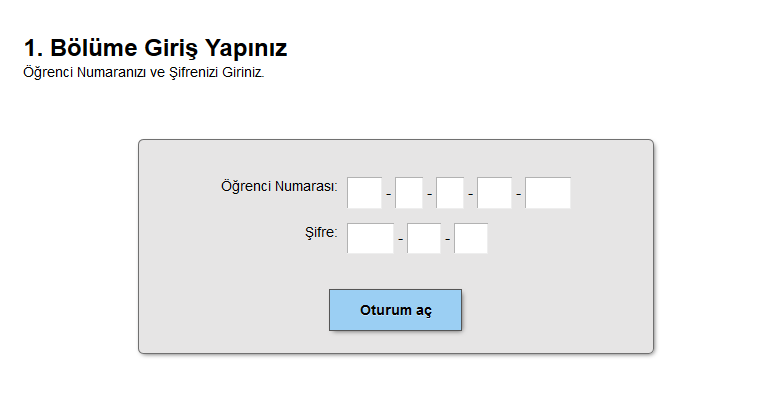 1. Bölüme Giriş Yapınız
Öğrenci Numaranızı ve Şifrenizi Giriniz.
Öğrenci Numarası: - - - -
Şifre: - -
Oturum aç